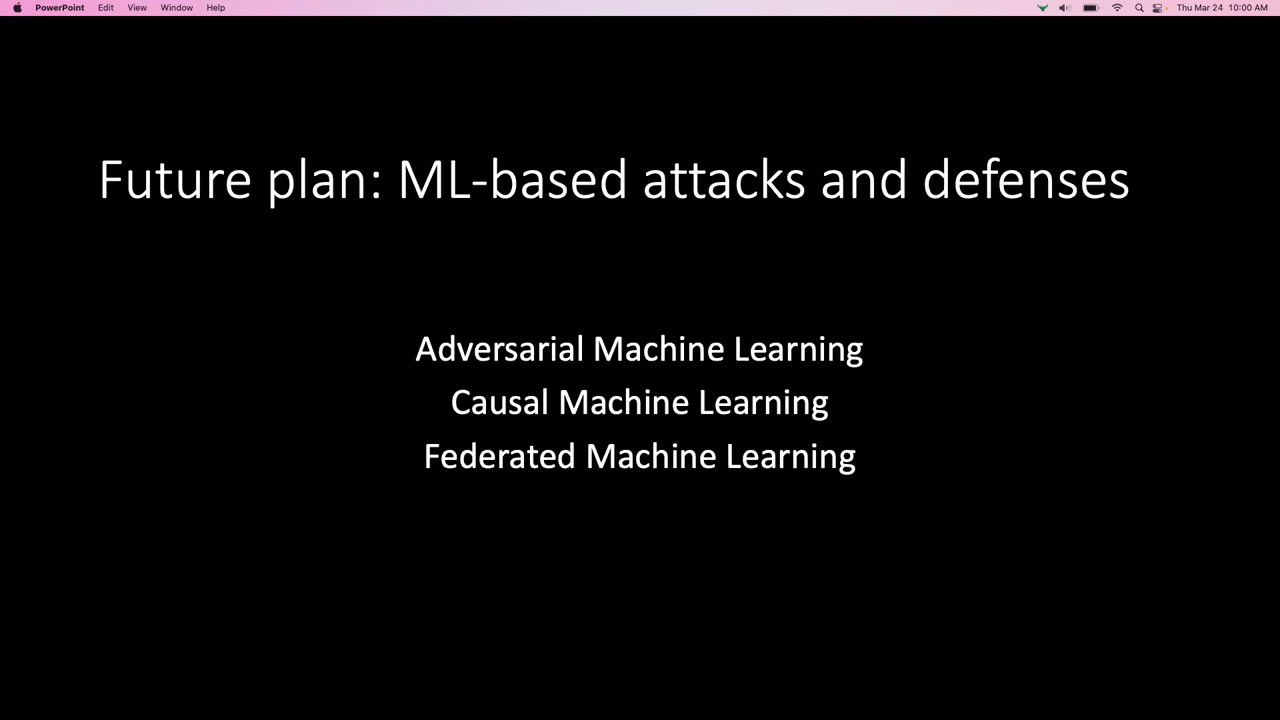 PowerPoint Edit View Window Help Thu Mar 24 10:00 AM
Future plan: ML-based attacks and defenses
Adversarial Machine Learning
Causal Machine Learning
Federated Machine Learning